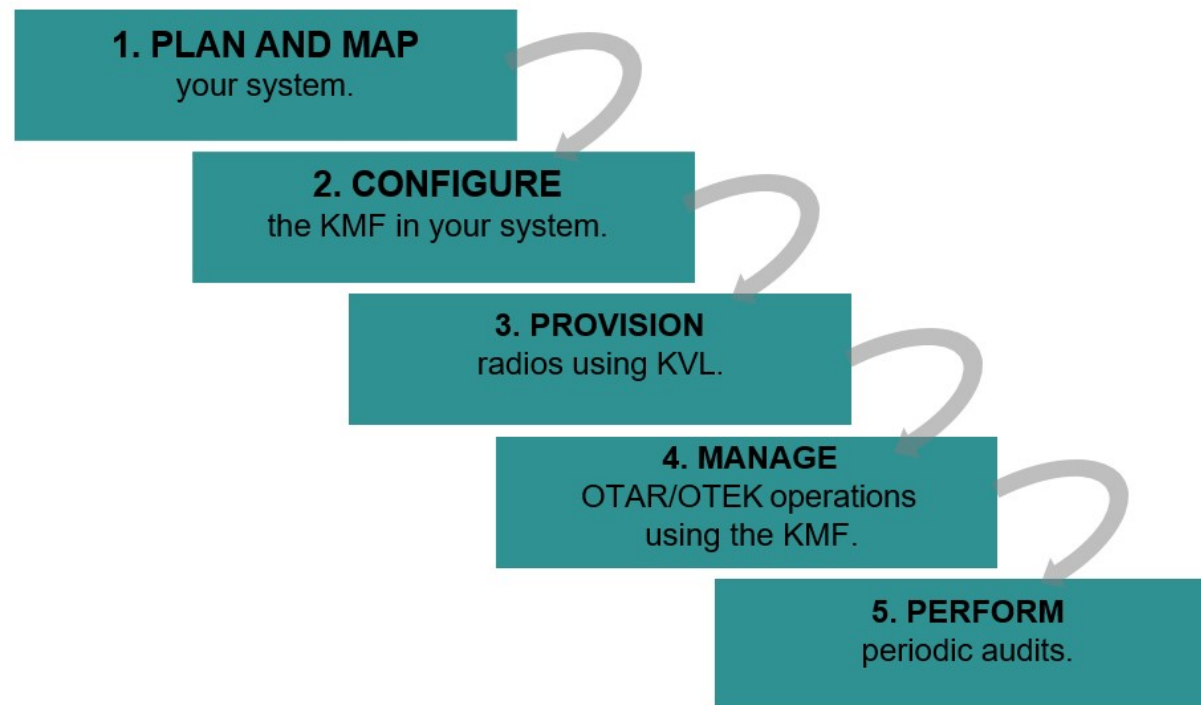 1. PLAN AND MAP
your system.
2. CONFIGURE
the KMF in your system.
3. PROVISION
radios using KVL.
4. MANAGE
OTAR/OTEK operations
using the KMF.
5. PERFORM
periodic audits.